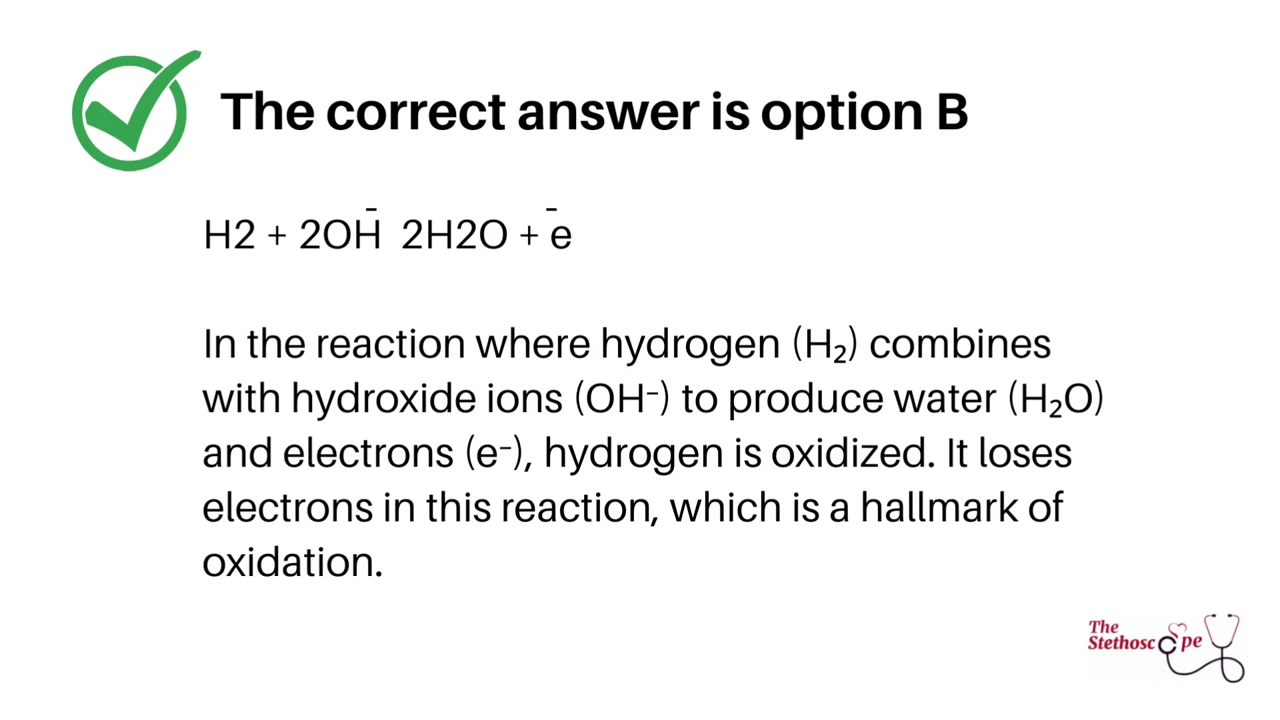 The correct answer is option B
H2 + 2OH̄ 2H2O + ē
In the reaction where hydrogen (H₂) combines
with hydroxide ions (OH⁻) to produce water (H₂O)
and electrons (e⁻), hydrogen is oxidized. It loses
electrons in this reaction, which is a hallmark of
oxidation.
The
Stethoscope